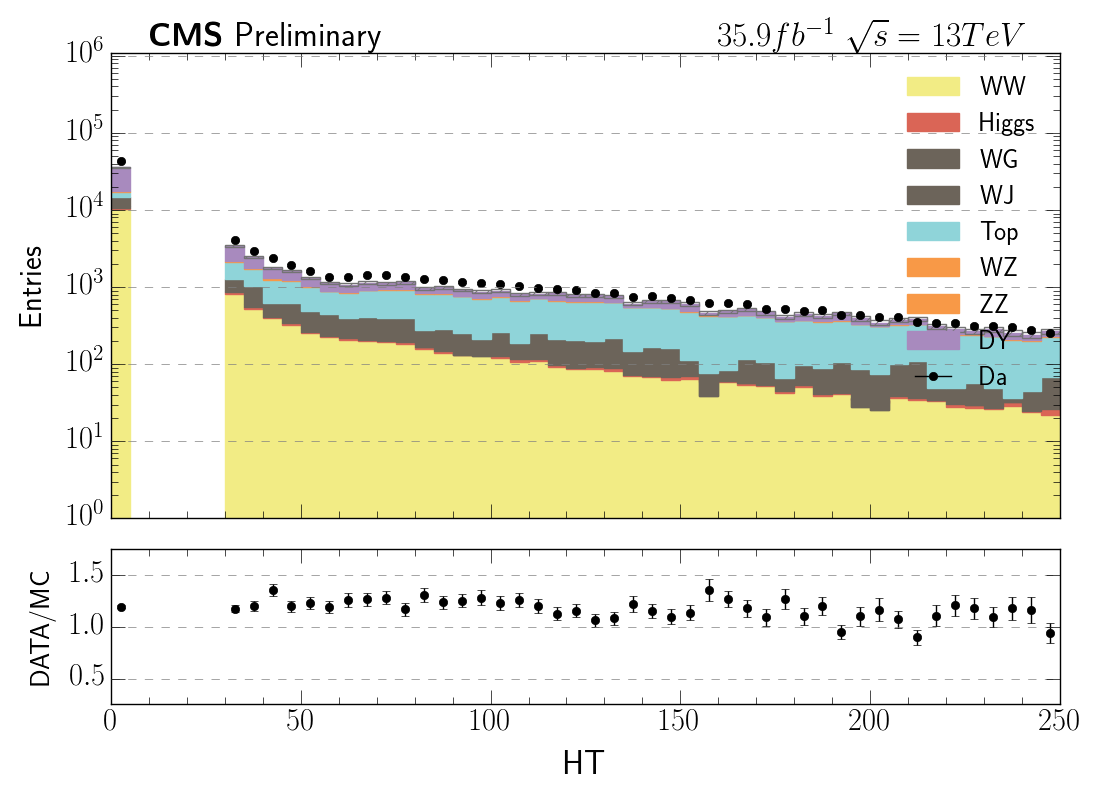 CMS Preliminary 35.9fb⁻¹ √s = 13TeV
10⁶
10⁵
10⁴
10³
10²
10¹
10⁰
Entries
WW
Higgs
WG
WJ
Top
WZ
ZZ
DY
Da
1.5
1.0
0.5
DATA/MC
0 50 100 150 200 250
HT